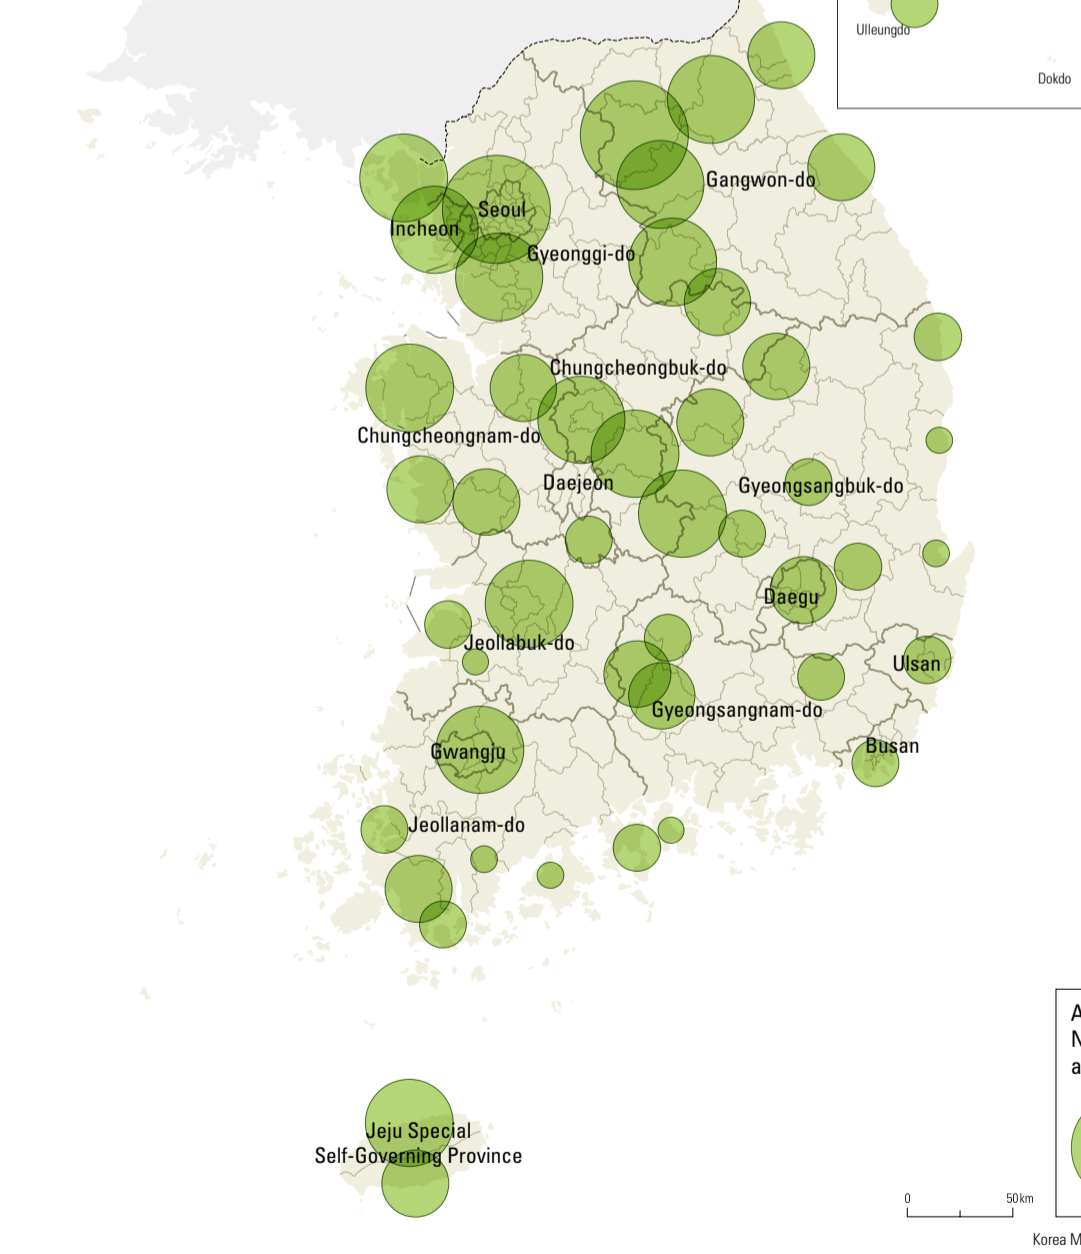 Ulleungdo
Dokdo
Gangwon-do
Seoul
Incheon
Gyeonggi-do
Chungcheongbuk-do
Chungcheongnam-do
Daejeon
Gyeongsangbuk-do
Daegu
Jeollabuk-do
Ulsan
Gyeongsangnam-do
Busan
Gwangju
Jeollanam-do
A
N
a
Jeju Special
Self-Governing Province
0 50km
Korea M